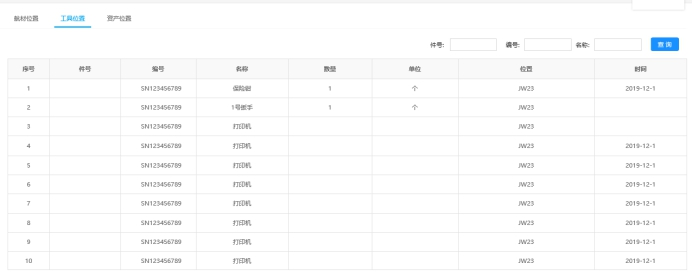 航材位置 工具位置 资产位置
件号: 编号: 名称: 查 询
序号 件号 编号 名称 数量 单位 位置 时间
1 SN123456789 保险钳 1 个 JW23 2019-12-1
2 SN123456789 1号扳手 1 个 JW23
3 SN123456789 打印机 JW23
4 SN123456789 打印机 JW23 2019-12-1
5 SN123456789 打印机 JW23 2019-12-1
6 SN123456789 打印机 JW23 2019-12-1
7 SN123456789 打印机 JW23 2019-12-1
8 SN123456789 打印机 JW23 2019-12-1
9 SN123456789 打印机 JW23 2019-12-1
10 SN123456789 打印机 JW23 2019-12-1